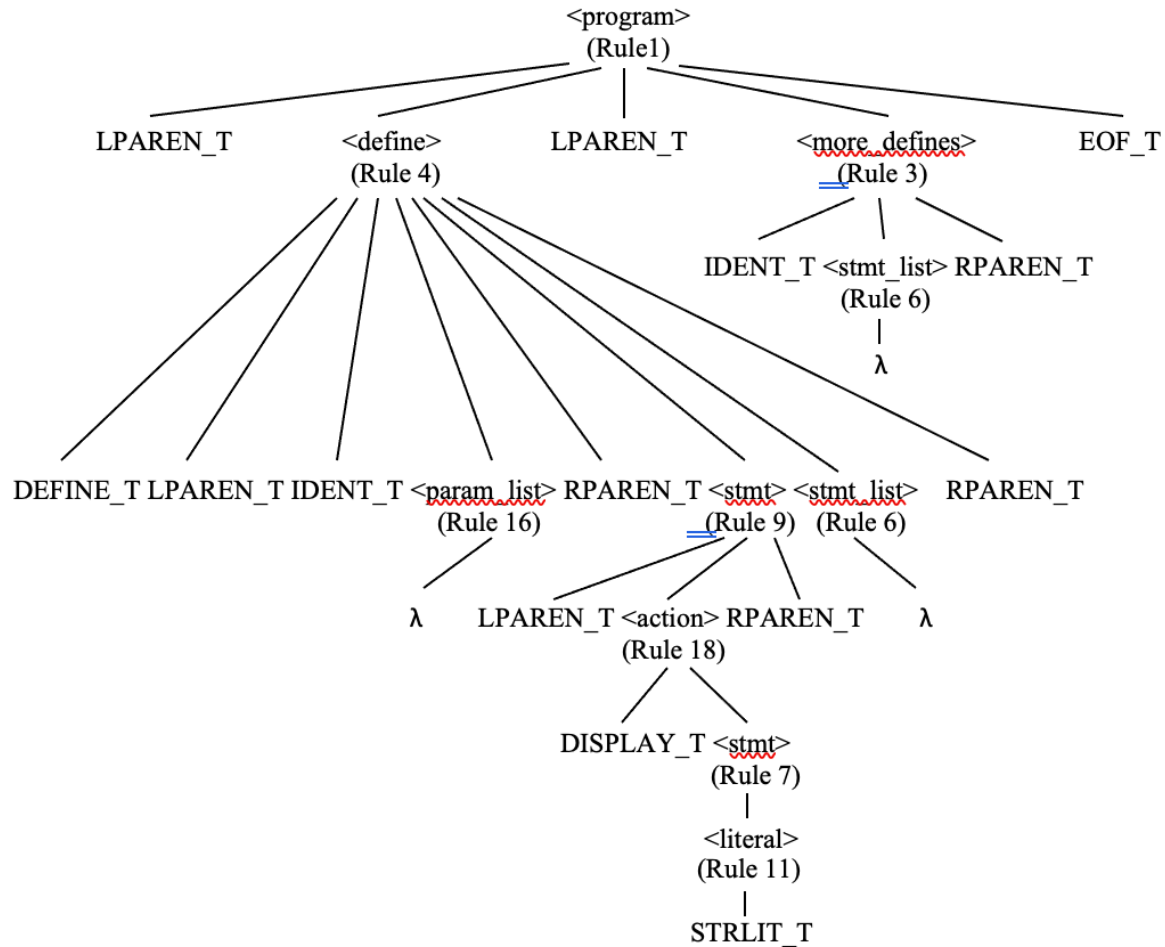 <program>
(Rule1)
LPAREN_T <define> LPAREN_T <more_defines> EOF_T
(Rule 4) (Rule 3)
IDENT_T <stmt_list> RPAREN_T
(Rule 6)
λ
DEFINE_T LPAREN_T IDENT_T <param_list> RPAREN_T <stmt> <stmt_list> RPAREN_T
(Rule 16) (Rule 9) (Rule 6)
λ LPAREN_T <action> RPAREN_T λ
(Rule 18)
DISPLAY_T <stmt>
(Rule 7)
<literal>
(Rule 11)
STRLIT_T